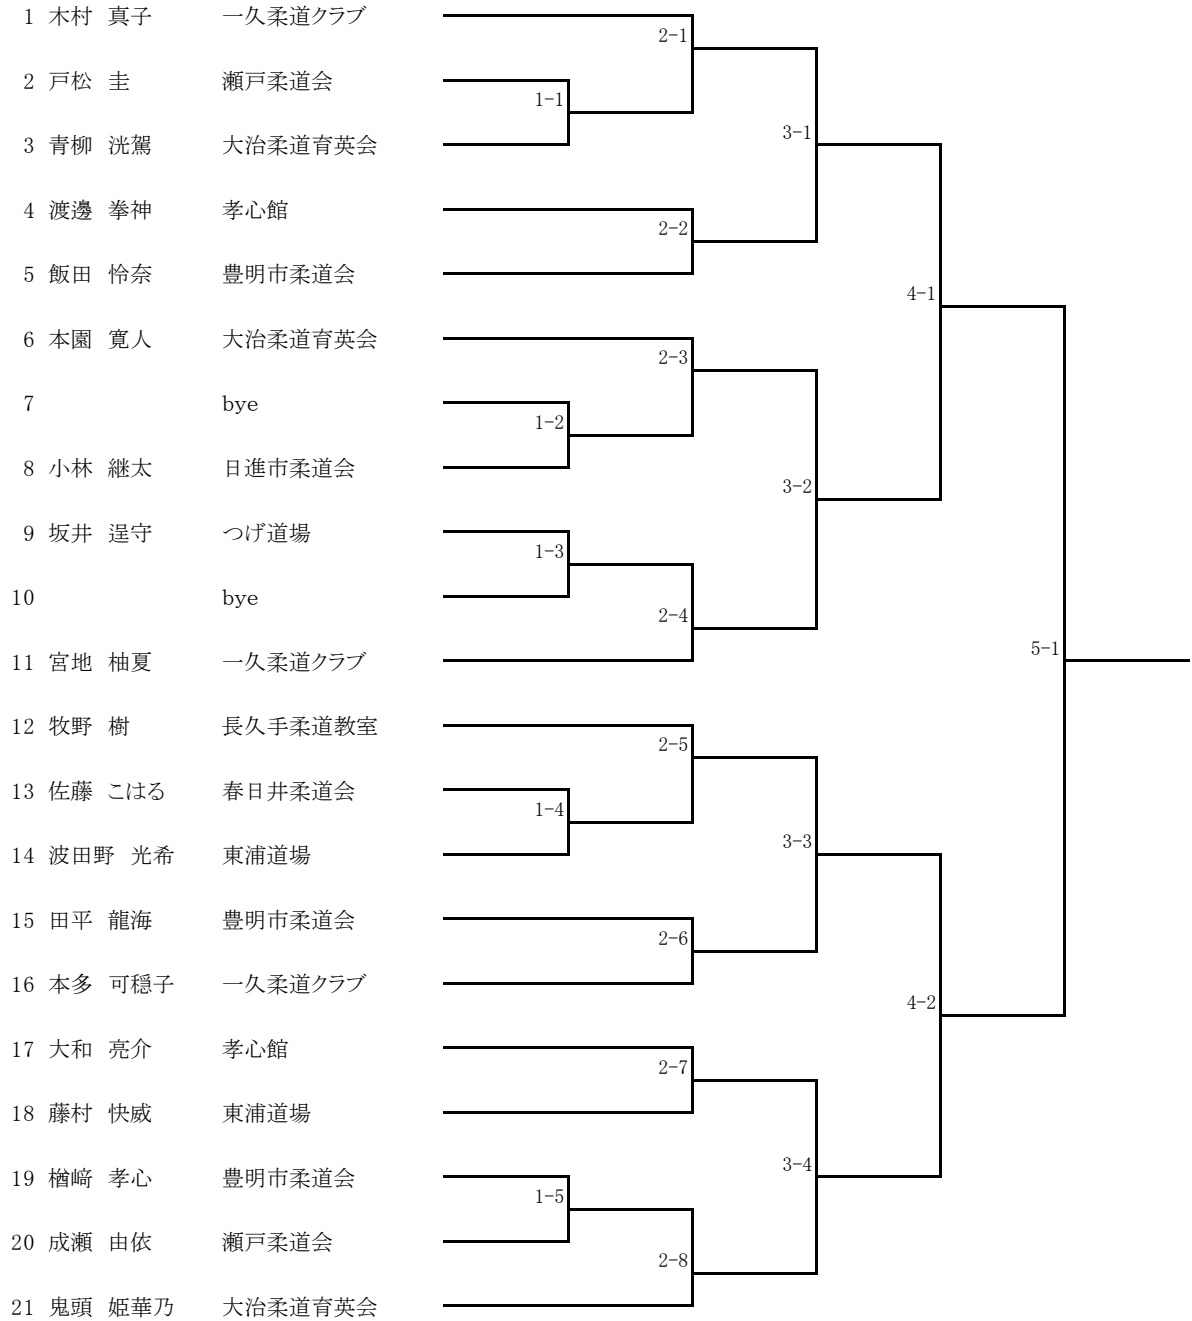 1 木村 真子 一久柔道クラブ
2-1
2 戸松 圭 瀬戸柔道会
1-1
3-1
3 青柳 洸駕 大治柔道育英会
4 渡邊 拳神 孝心館
2-2
5 飯田 怜奈 豊明市柔道会
4-1
6 本園 寛人 大治柔道育英会
2-3
7 bye
1-2
8 小林 継太 日進市柔道会
3-2
9 坂井 逞守 つげ道場
1-3
10 bye
2-4
5-1
11 宮地 柚夏 一久柔道クラブ
12 牧野 樹 長久手柔道教室
2-5
13 佐藤 こはる 春日井柔道会
1-4
3-3
14 波田野 光希 東浦道場
15 田平 龍海 豊明市柔道会
2-6
16 本多 可穏子 一久柔道クラブ
4-2
17 大和 亮介 孝心館
2-7
18 藤村 快威 東浦道場
3-4
19 楢﨑 孝心 豊明市柔道会
1-5
20 成瀬 由依 瀬戸柔道会
2-8
21 鬼頭 姫華乃 大治柔道育英会